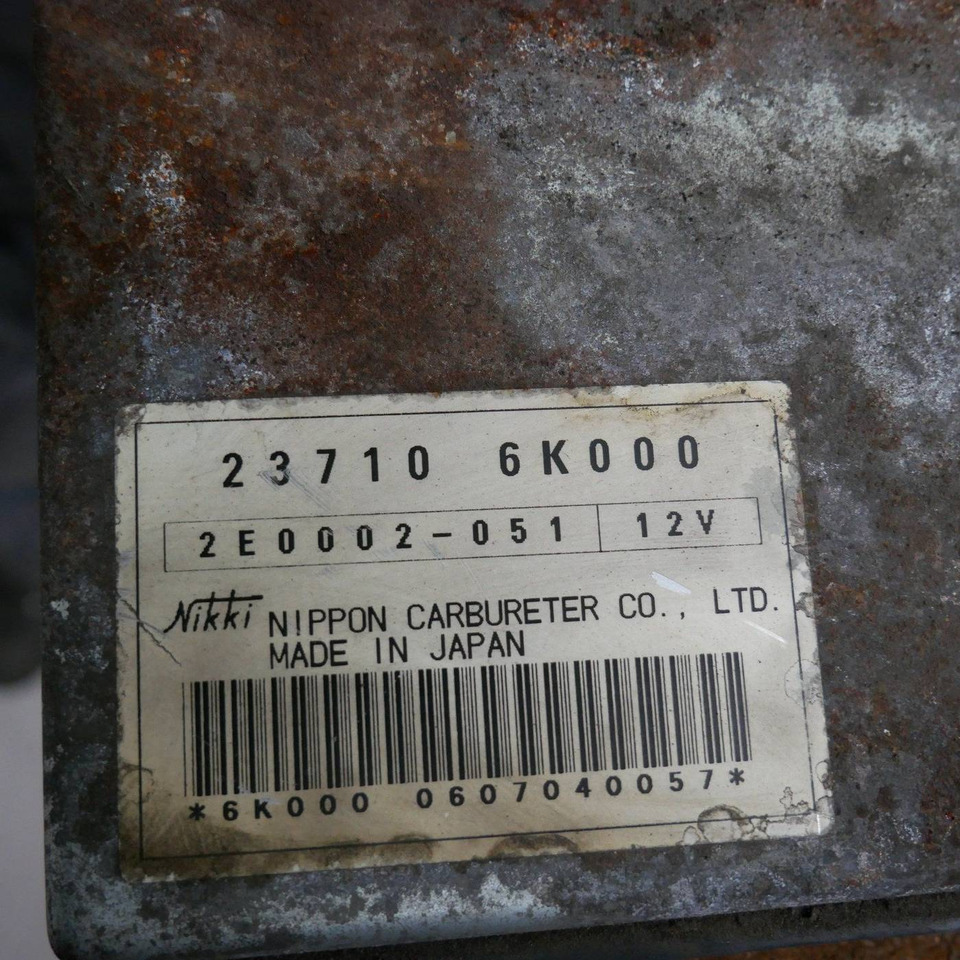 23710 6K000
2E0002-051 12V
Nikki NIPPON CARBURETER CO., LTD.
MADE IN JAPAN
*6K000 0607040057*